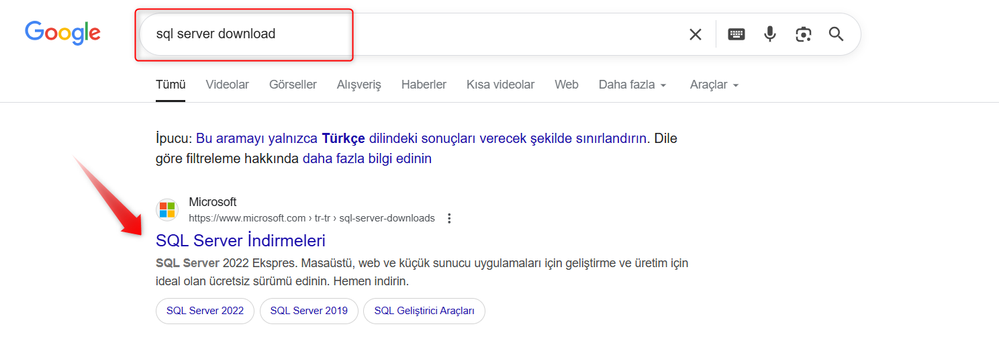 Google
sql server download
Tümü Videolar Görseller Alışveriş Haberler Kısa videolar Web Daha fazla Araçlar
İpucu: Bu aramayı yalnızca Türkçe dilindeki sonuçları verecek şekilde sınırlandırın. Dile
göre filtreleme hakkında daha fazla bilgi edinin
Microsoft
https://www.microsoft.com › tr-tr › sql-server-downloads
SQL Server İndirmeleri
SQL Server 2022 Ekspres. Masaüstü, web ve küçük sunucu uygulamaları için geliştirme ve üretim için
ideal olan ücretsiz sürümü edinin. Hemen indirin.
SQL Server 2022 SQL Server 2019 SQL Geliştirici Araçları